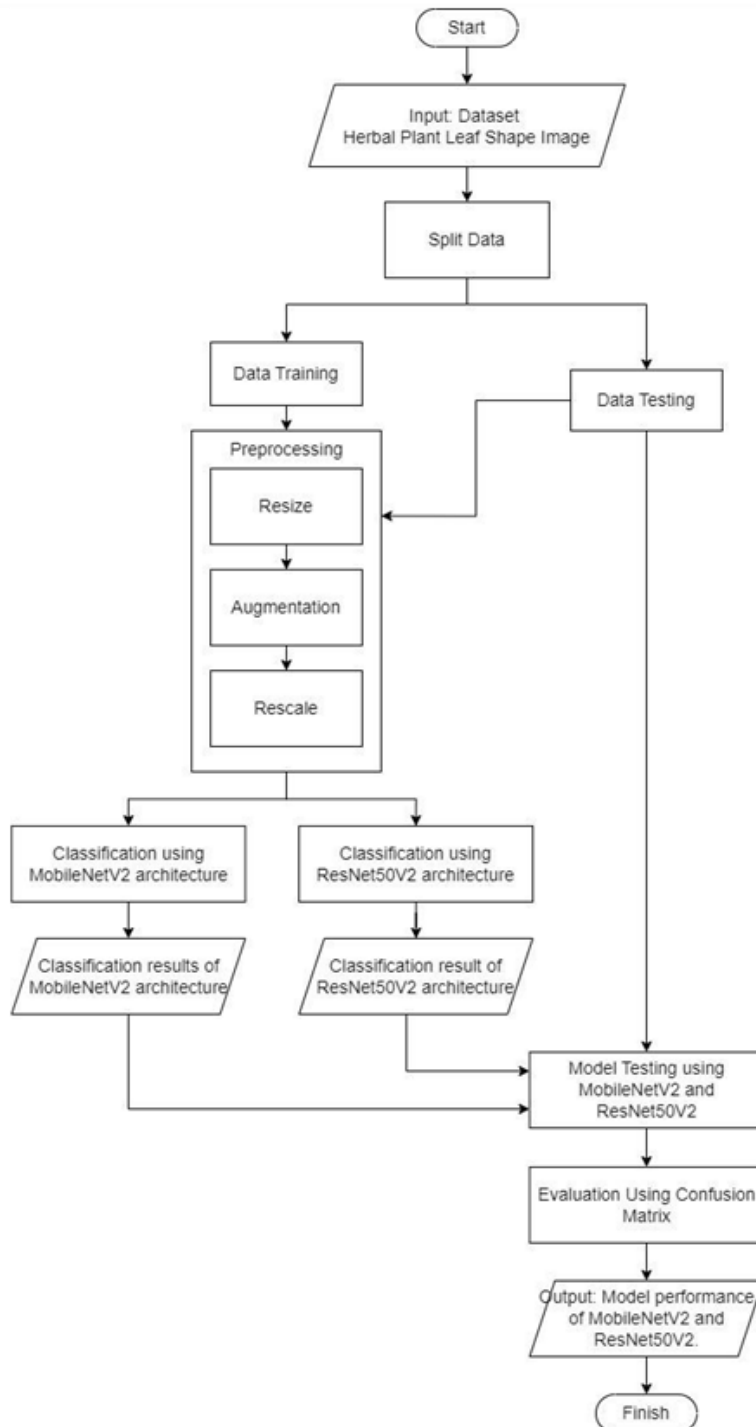 Start
Input: Dataset
Herbal Plant Leaf Shape Image
Split Data
Data Training
Data Testing
Preprocessing
Resize
Augmentation
Rescale
Classification using
MobileNetV2 architecture
Classification using
ResNet50V2 architecture
Classification results of
MobileNetV2 architecture
Classification result of
ResNet50V2 architecture
Model Testing using
MobileNetV2 and
ResNet50V2
Evaluation Using Confusion
Matrix
Output: Model performance
of MobileNetV2 and
ResNet50V2.
Finish